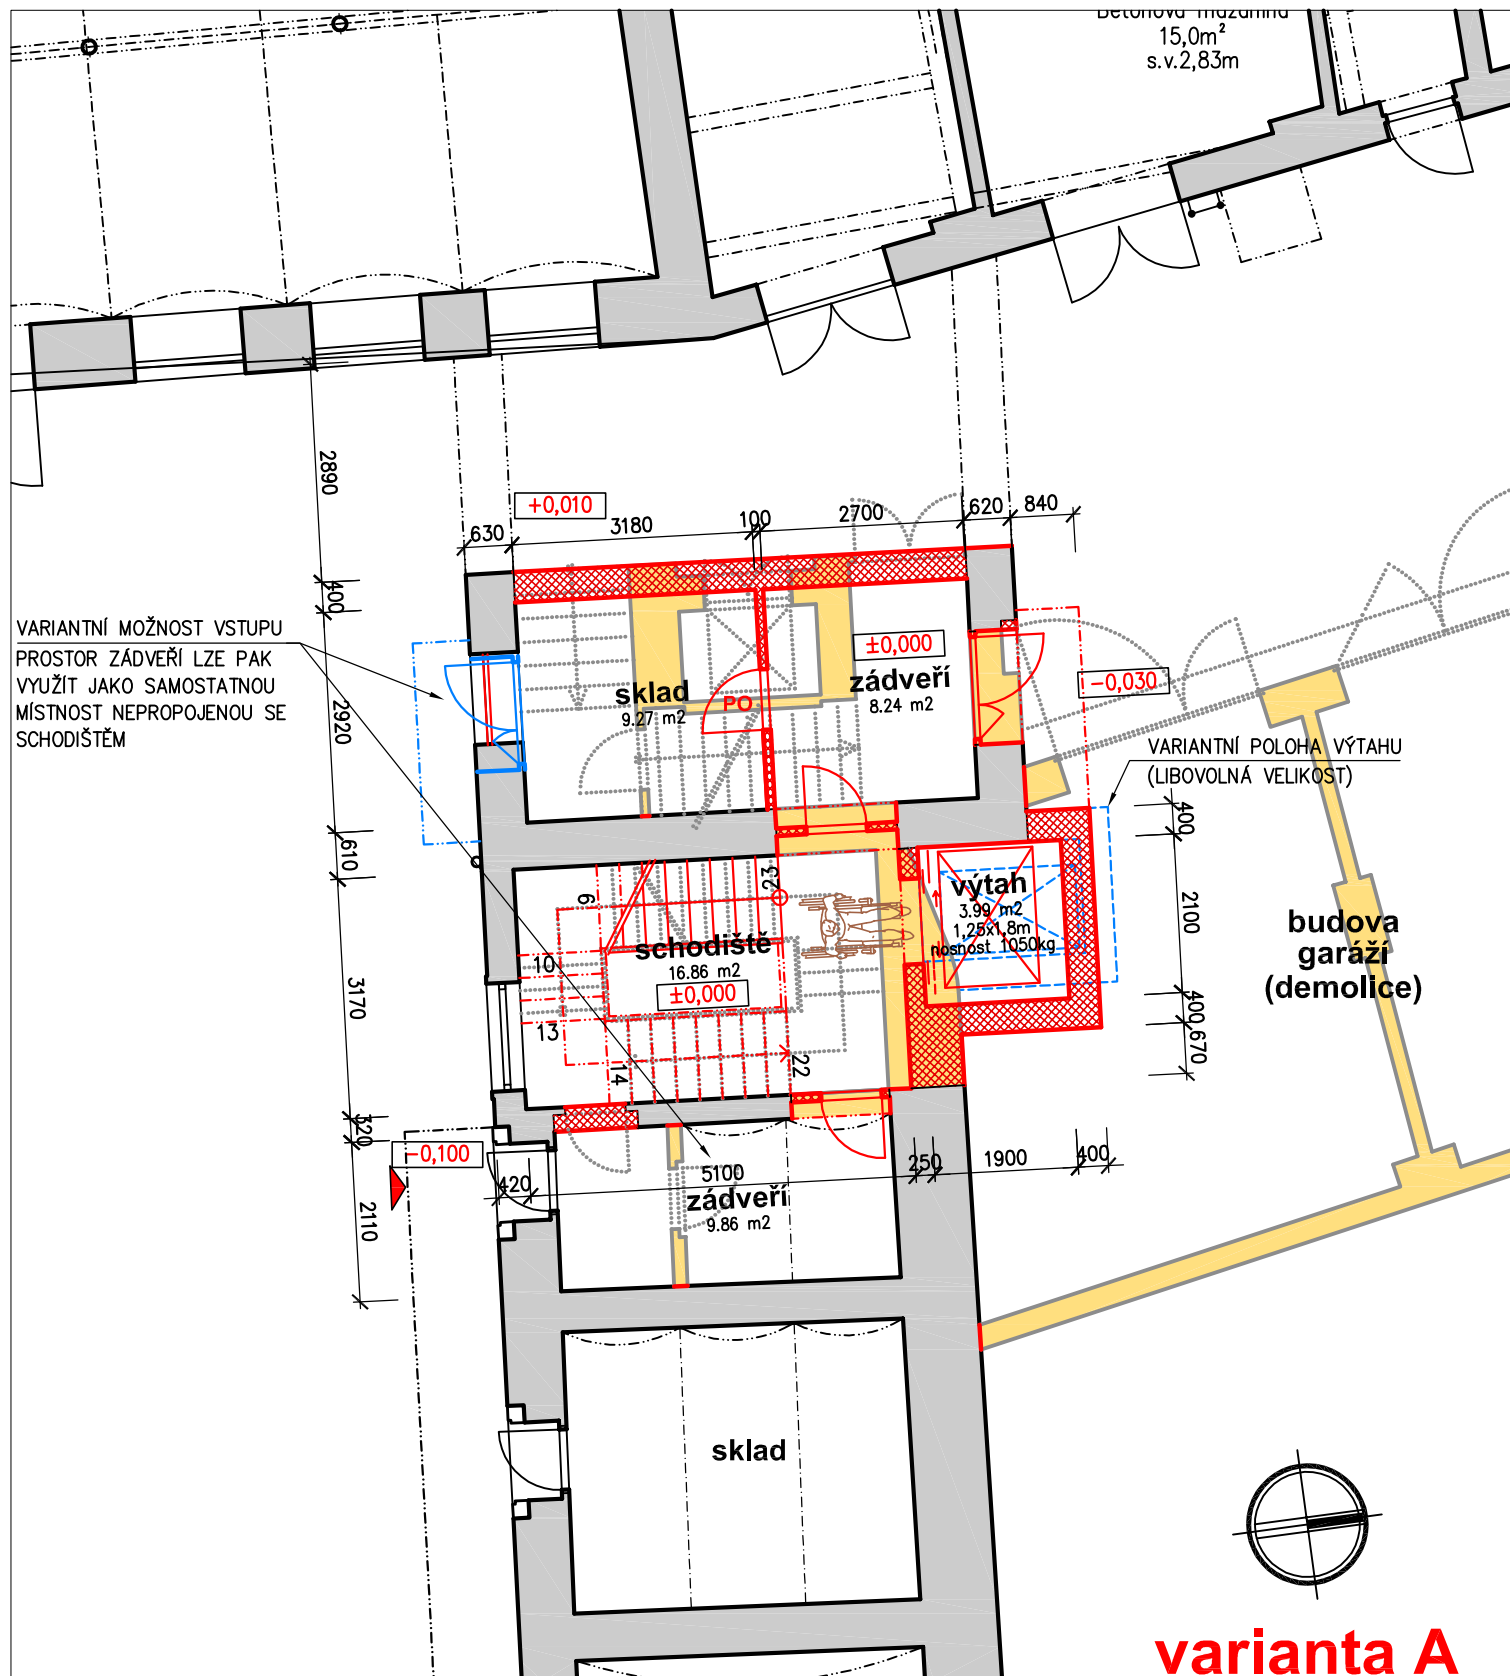 15,0m²
s.v.2,83m
2890
+0,010
630
3180
100
2700
620
840
400
VARIANTNÍ MOŽNOST VSTUPU
PROSTOR ZÁDVEŘÍ LZE PAK
VYUŽÍT JAKO SAMOSTATNOU
MÍSTNOST NEPROPOJENOU SE
SCHODIŠTĚM
2920
sklad
9.27 m2
PO
±0,000
zádveří
8.24 m2
-0,030
VARIANTNÍ POLOHA VÝTAHU
(LIBOVOLNÁ VELIKOST)
610
400
2100
400
670
23
9
10
13
14
22
schodiště
16.86 m2
±0,000
výtah
3.99 m2
1,25x1,8m
nosnost 1050kg
budova
garáží
(demolice)
3170
320
-0,100
2110
420
5100
250
1900
400
zádveří
9.86 m2
sklad
varianta A